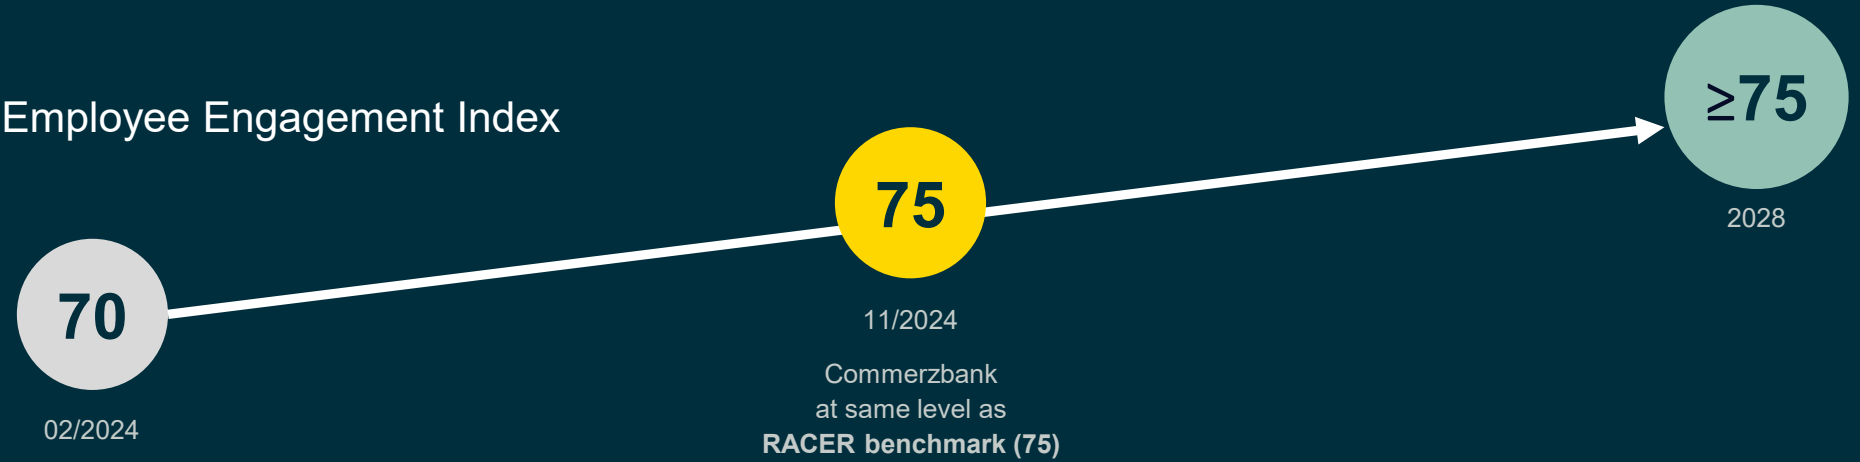 Employee Engagement Index
70
02/2024
75
11/2024
Commerzbank
at same level as
RACER benchmark (75)
≥75
2028